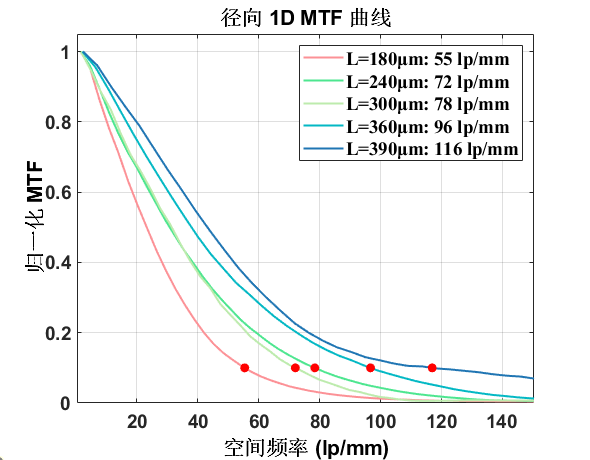 径向 1D MTF 曲线
L=180μm: 55 lp/mm
L=240μm: 72 lp/mm
L=300μm: 78 lp/mm
L=360μm: 96 lp/mm
L=390μm: 116 lp/mm
归一化 MTF
1
0.8
0.6
0.4
0.2
0
20 40 60 80 100 120 140
空间频率 (lp/mm)